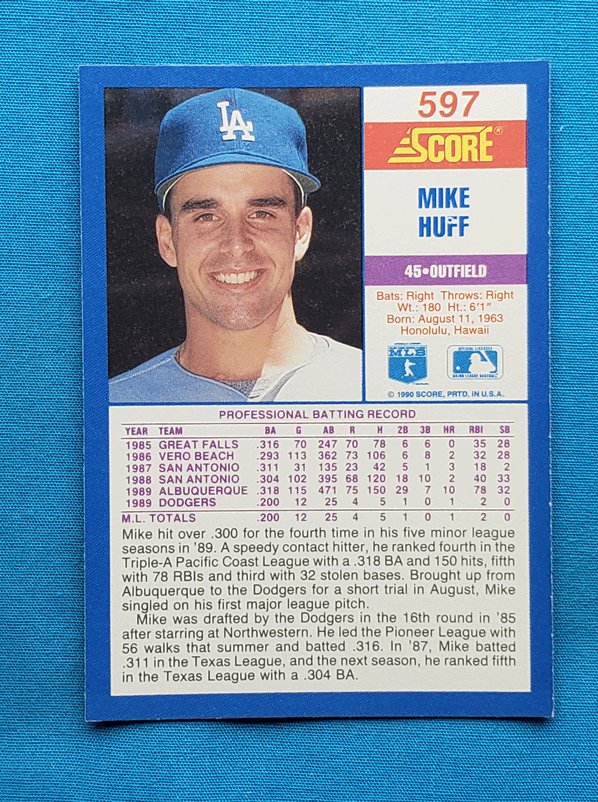 LA
597
SCORE®
MIKE
HUFF
45•OUTFIELD
Bats: Right Throws: Right
Wt.: 180 Ht.: 6'1"
Born: August 11, 1963
Honolulu, Hawaii
MLB
OFFICIAL LICENSEE
MAJOR LEAGUE BASEBALL
© 1990 SCORE, PRTD. IN U.S.A.
PROFESSIONAL BATTING RECORD
YEAR TEAM BA G AB R H 2B 3B HR RBI SB
1985 GREAT FALLS .316 70 247 70 78 6 6 0 35 28
1986 VERO BEACH .293 113 362 73 106 6 8 2 32 28
1987 SAN ANTONIO .311 31 135 23 42 5 1 3 18 2
1988 SAN ANTONIO .304 102 395 68 120 18 10 2 40 33
1989 ALBUQUERQUE .318 115 471 75 150 29 7 10 78 32
1989 DODGERS .200 12 25 4 5 1 0 1 2 0
M.L. TOTALS .200 12 25 4 5 1 0 1 2 0
Mike hit over .300 for the fourth time in his five minor league
seasons in '89. A speedy contact hitter, he ranked fourth in the
Triple-A Pacific Coast League with a .318 BA and 150 hits, fifth
with 78 RBIs and third with 32 stolen bases. Brought up from
Albuquerque to the Dodgers for a short trial in August, Mike
singled on his first major league pitch.
Mike was drafted by the Dodgers in the 16th round in '85
after starring at Northwestern. He led the Pioneer League with
56 walks that summer and batted .316. In '87, Mike batted
.311 in the Texas League, and the next season, he ranked fifth
in the Texas League with a .304 BA.